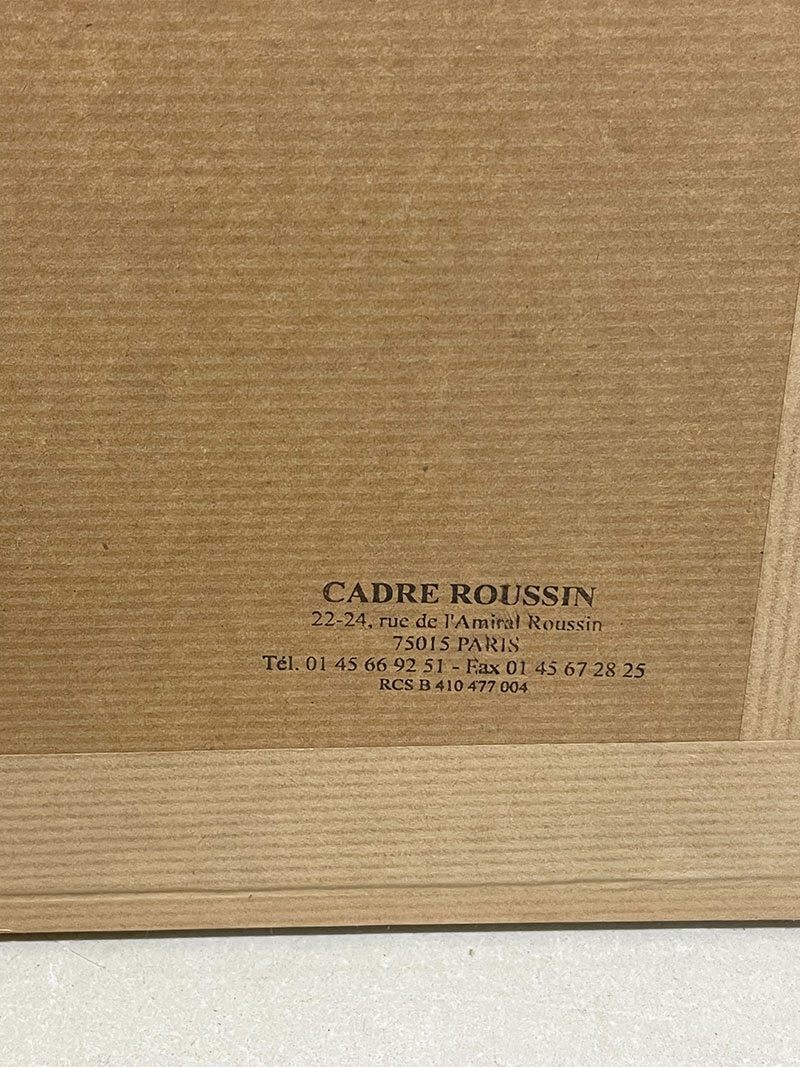 CADRE ROUSSIN
22-24, rue de l'Amiral Roussin
75015 PARIS
Tél. 01 45 66 92 51 - Fax 01 45 67 28 25
RCS B 410 477 004